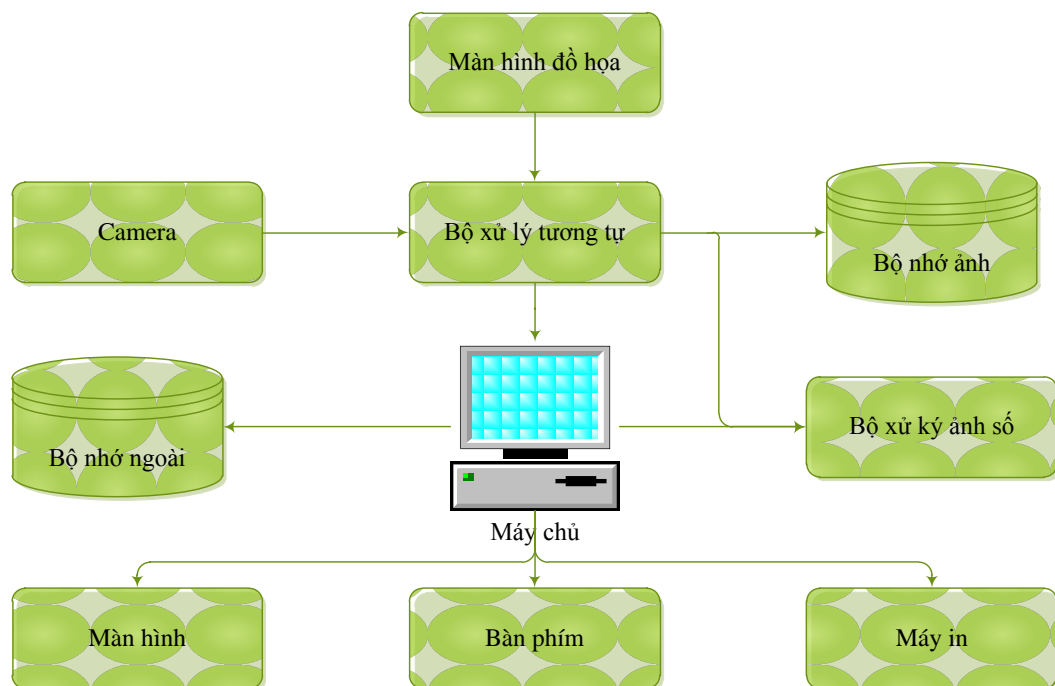 Màn hình đồ họa
Camera
Bộ xử lý tương tự
Bộ nhớ ảnh
Bộ nhớ ngoài
Bộ xử ký ảnh số
Máy chủ
Màn hình
Bàn phím
Máy in